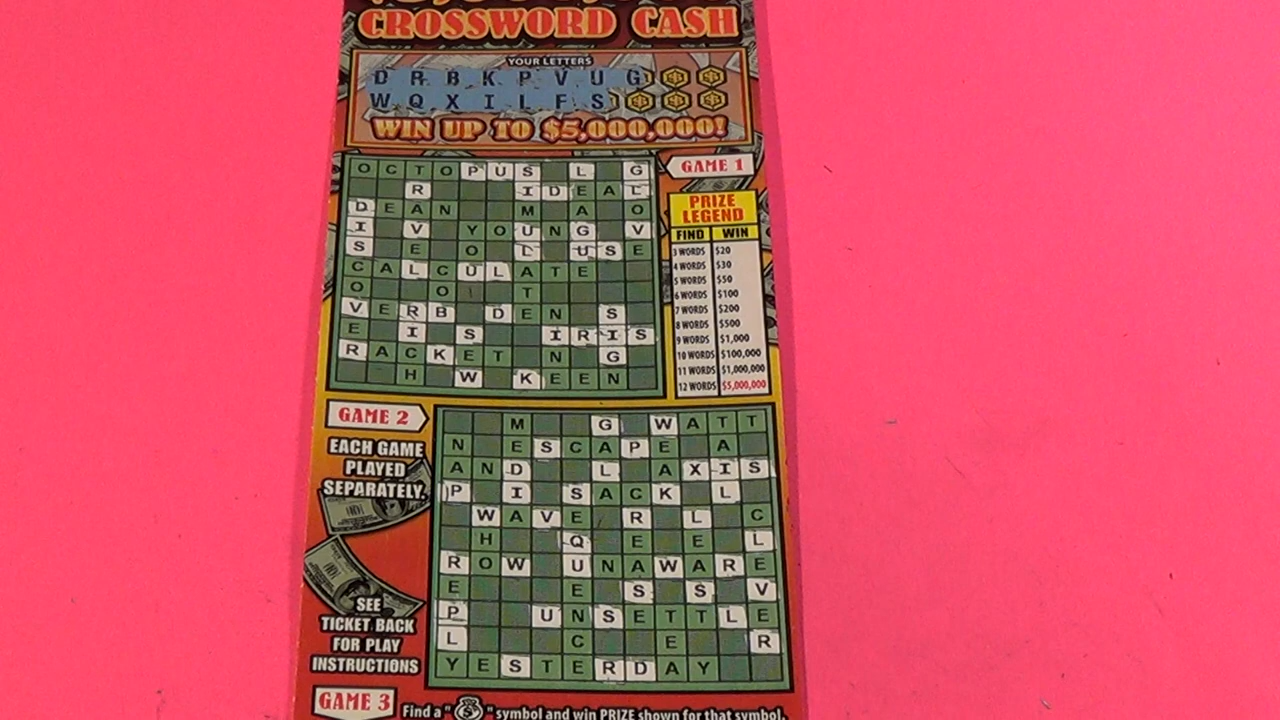 CROSSWORD CASH
YOUR LETTERS
D R B K P V U G
W Q X I L F S
WIN UP TO $5,000,000!
GAME 1
O C T O P U S L G
R I D E A L
D E A N M A O
I V Y O U N G V
S E O L U S E
C A L C U L A T E
O O T
V E R B D E N S
E I S I R I S
R A C K E T N G
H W K E E N
PRIZE
LEGEND
FIND WIN
3 WORDS $20
4 WORDS $30
5 WORDS $50
6 WORDS $100
7 WORDS $200
8 WORDS $500
9 WORDS $1,000
10 WORDS $100,000
11 WORDS $1,000,000
12 WORDS $5,000,000
GAME 2
EACH GAME
PLAYED
SEPARATELY.
M G W A T T
N E S C A P E A
A N D L A X I S
P I S A C K L
W A V E R L C
H Q E E L
R O W U N A W A R E
E E S S V
P U N S E T T L E
L C E R
Y E S T E R D A Y
SEE
TICKET BACK
FOR PLAY
INSTRUCTIONS
GAME 3
Find a " " symbol and win PRIZE shown for that symbol.